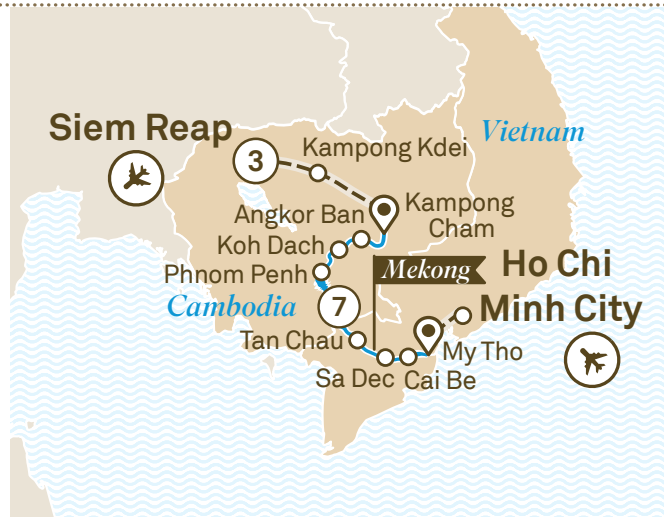 Siem Reap
3
Kampong Kdei
Vietnam
Angkor Ban
Kampong
Cham
Koh Dach
Phnom Penh
Mekong
Ho Chi
Minh City
Cambodia
7
Tan Chau
My Tho
Sa Dec
Cai Be